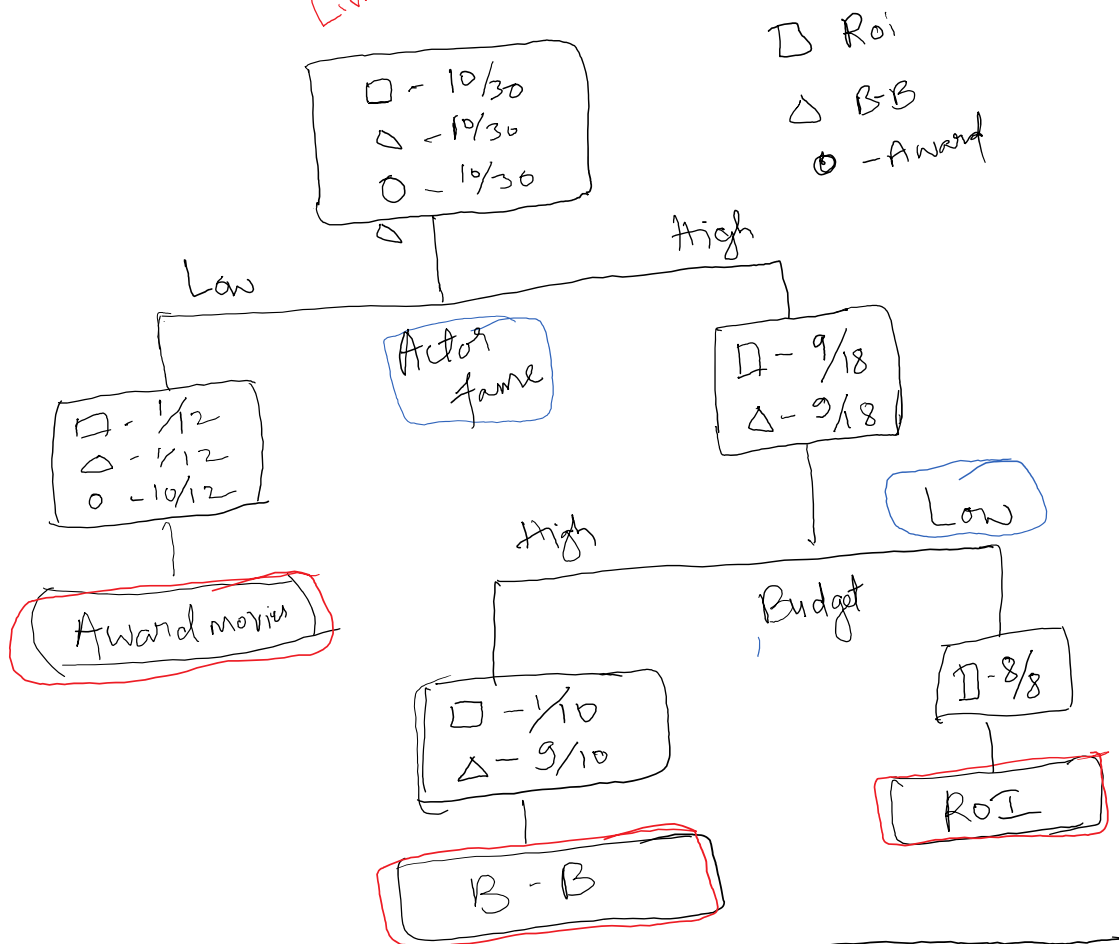 Roi
B-B
-Award
- 10/30
- 10/30
- 10/30
High
Low
Actor
fame
- 9/18
- 9/18
- 1/12
- 1/12
- 10/12
Low
High
Budget
Award movies
- 1/10
- 9/10
- 8/8
RoI
B - B